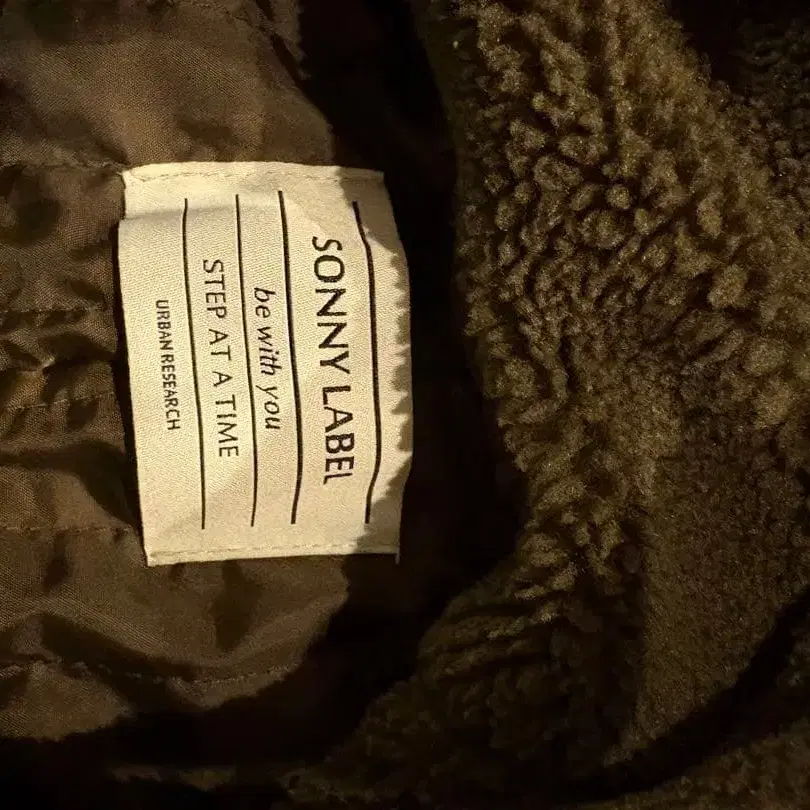 SONNY LABEL
be with you
STEP AT A TIME
URBAN RESEARCH